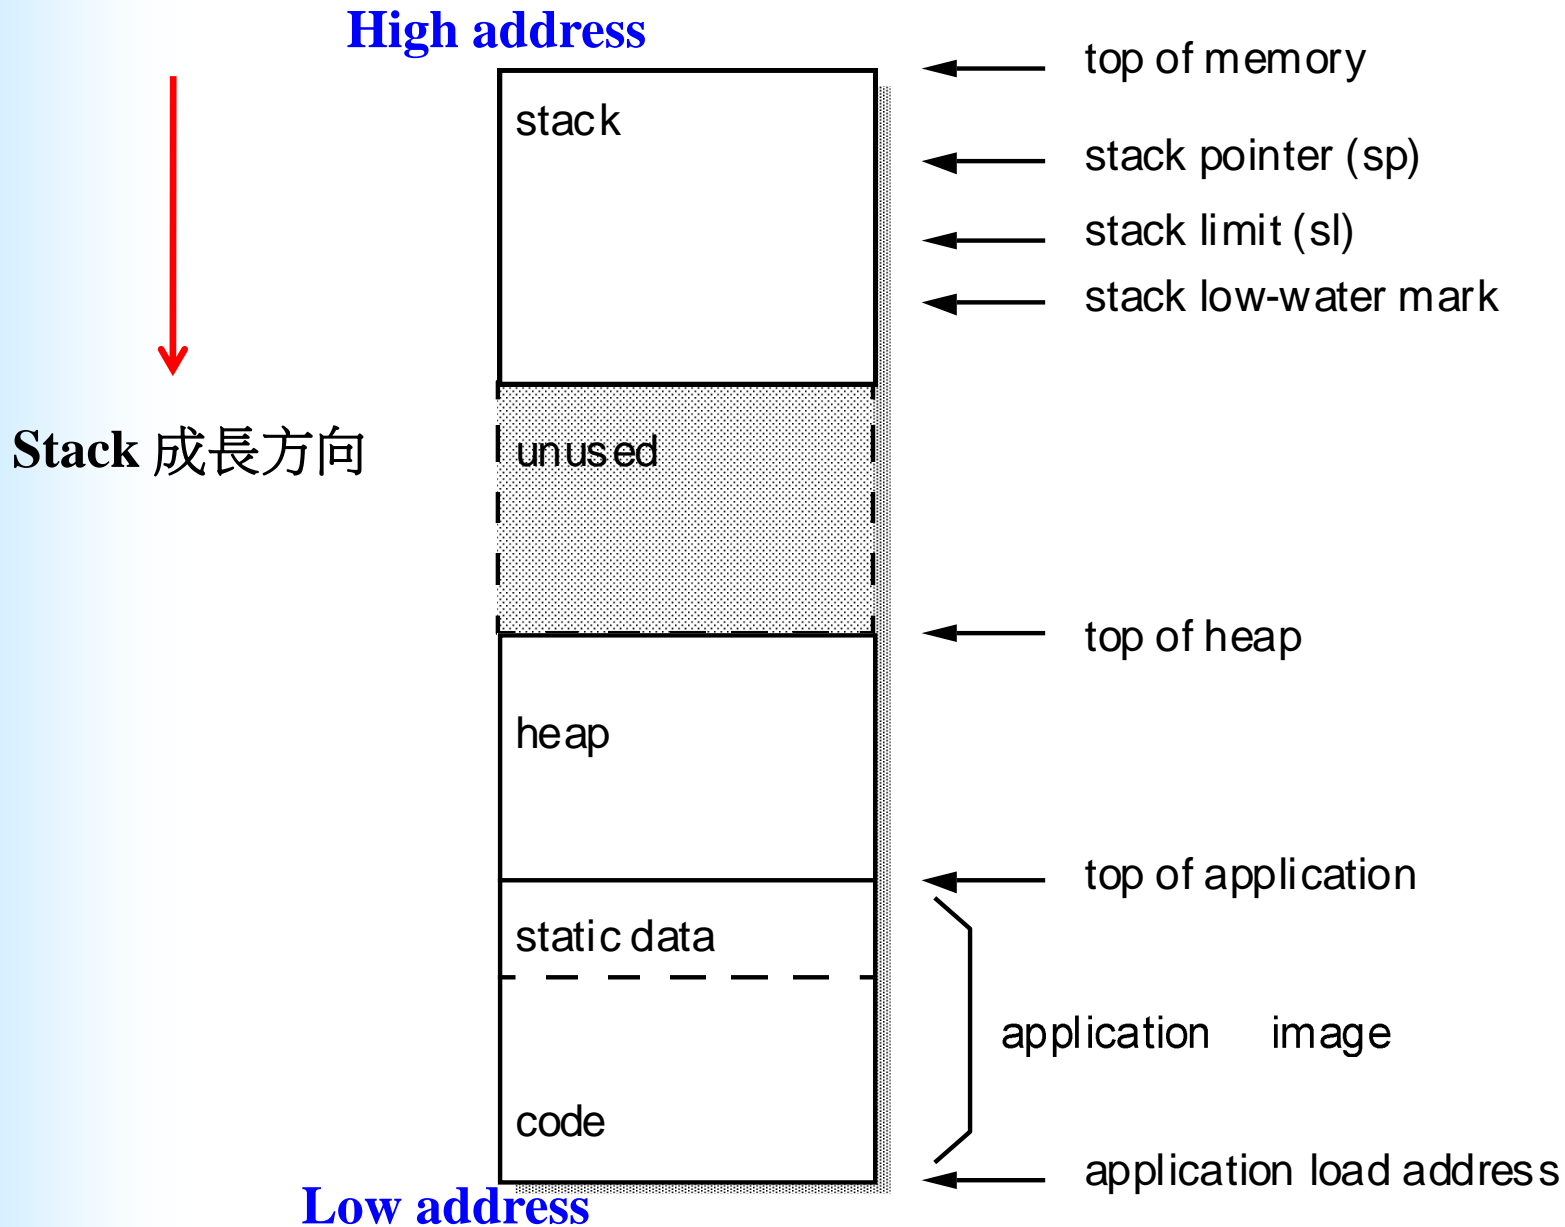 High address
top of memory
stack
stack pointer (sp)
stack limit (sl)
stack low-water mark
Stack 成長方向
unused
top of heap
heap
top of application
static data
application image
code
application load address
Low address